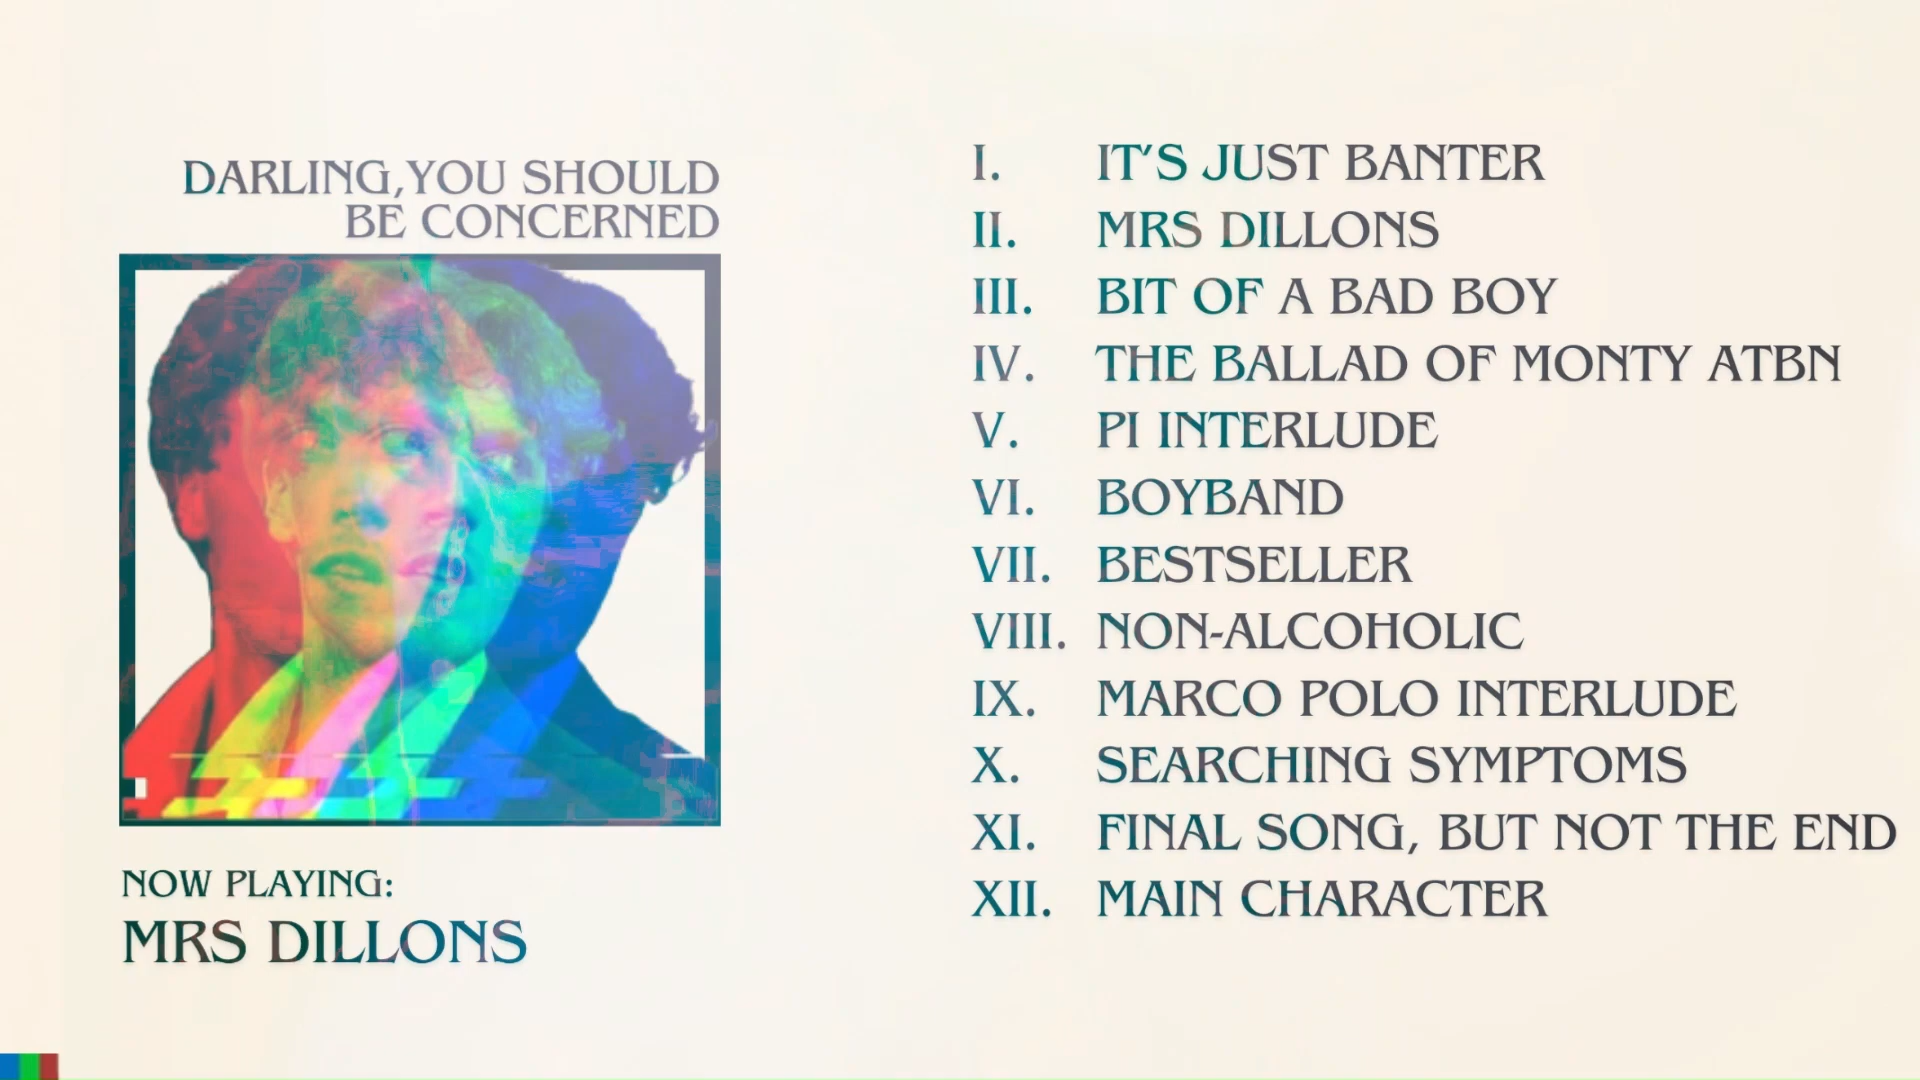 DARLING,YOU SHOULD
BE CONCERNED
NOW PLAYING:
MRS DILLONS
I. IT'S JUST BANTER
II. MRS DILLONS
III. BIT OF A BAD BOY
IV. THE BALLAD OF MONTY ATBN
V. PI INTERLUDE
VI. BOYBAND
VII. BESTSELLER
VIII. NON-ALCOHOLIC
IX. MARCO POLO INTERLUDE
X. SEARCHING SYMPTOMS
XI. FINAL SONG, BUT NOT THE END
XII. MAIN CHARACTER